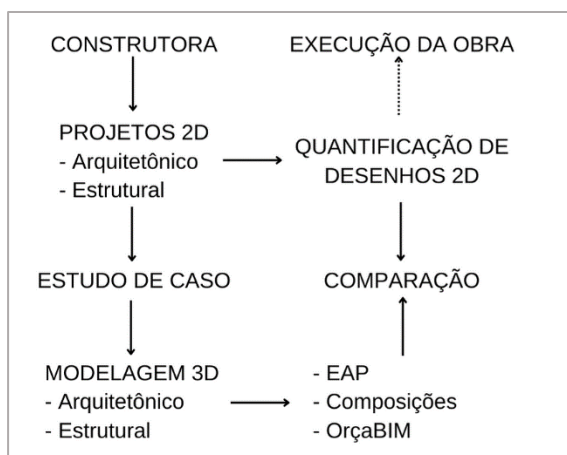 CONSTRUTORA
EXECUÇÃO DA OBRA
PROJETOS 2D
- Arquitetônico
- Estrutural
QUANTIFICAÇÃO DE
DESENHOS 2D
ESTUDO DE CASO
COMPARAÇÃO
MODELAGEM 3D
- Arquitetônico
- Estrutural
- EAP
- Composições
- OrçaBIM